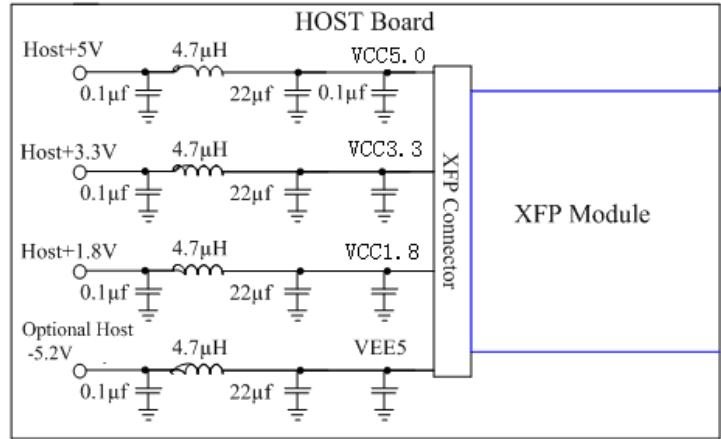 HOST Board
Host+5V
4.7μH
VCC5.0
0.1μf
22μf
0.1μf
Host+3.3V
4.7μH
VCC3.3
0.1μf
22μf
Host+1.8V
4.7μH
VCC1.8
0.1μf
22μf
Optional Host
-5.2V
4.7μH
VEE5
0.1μf
22μf
XFP Connector
XFP Module